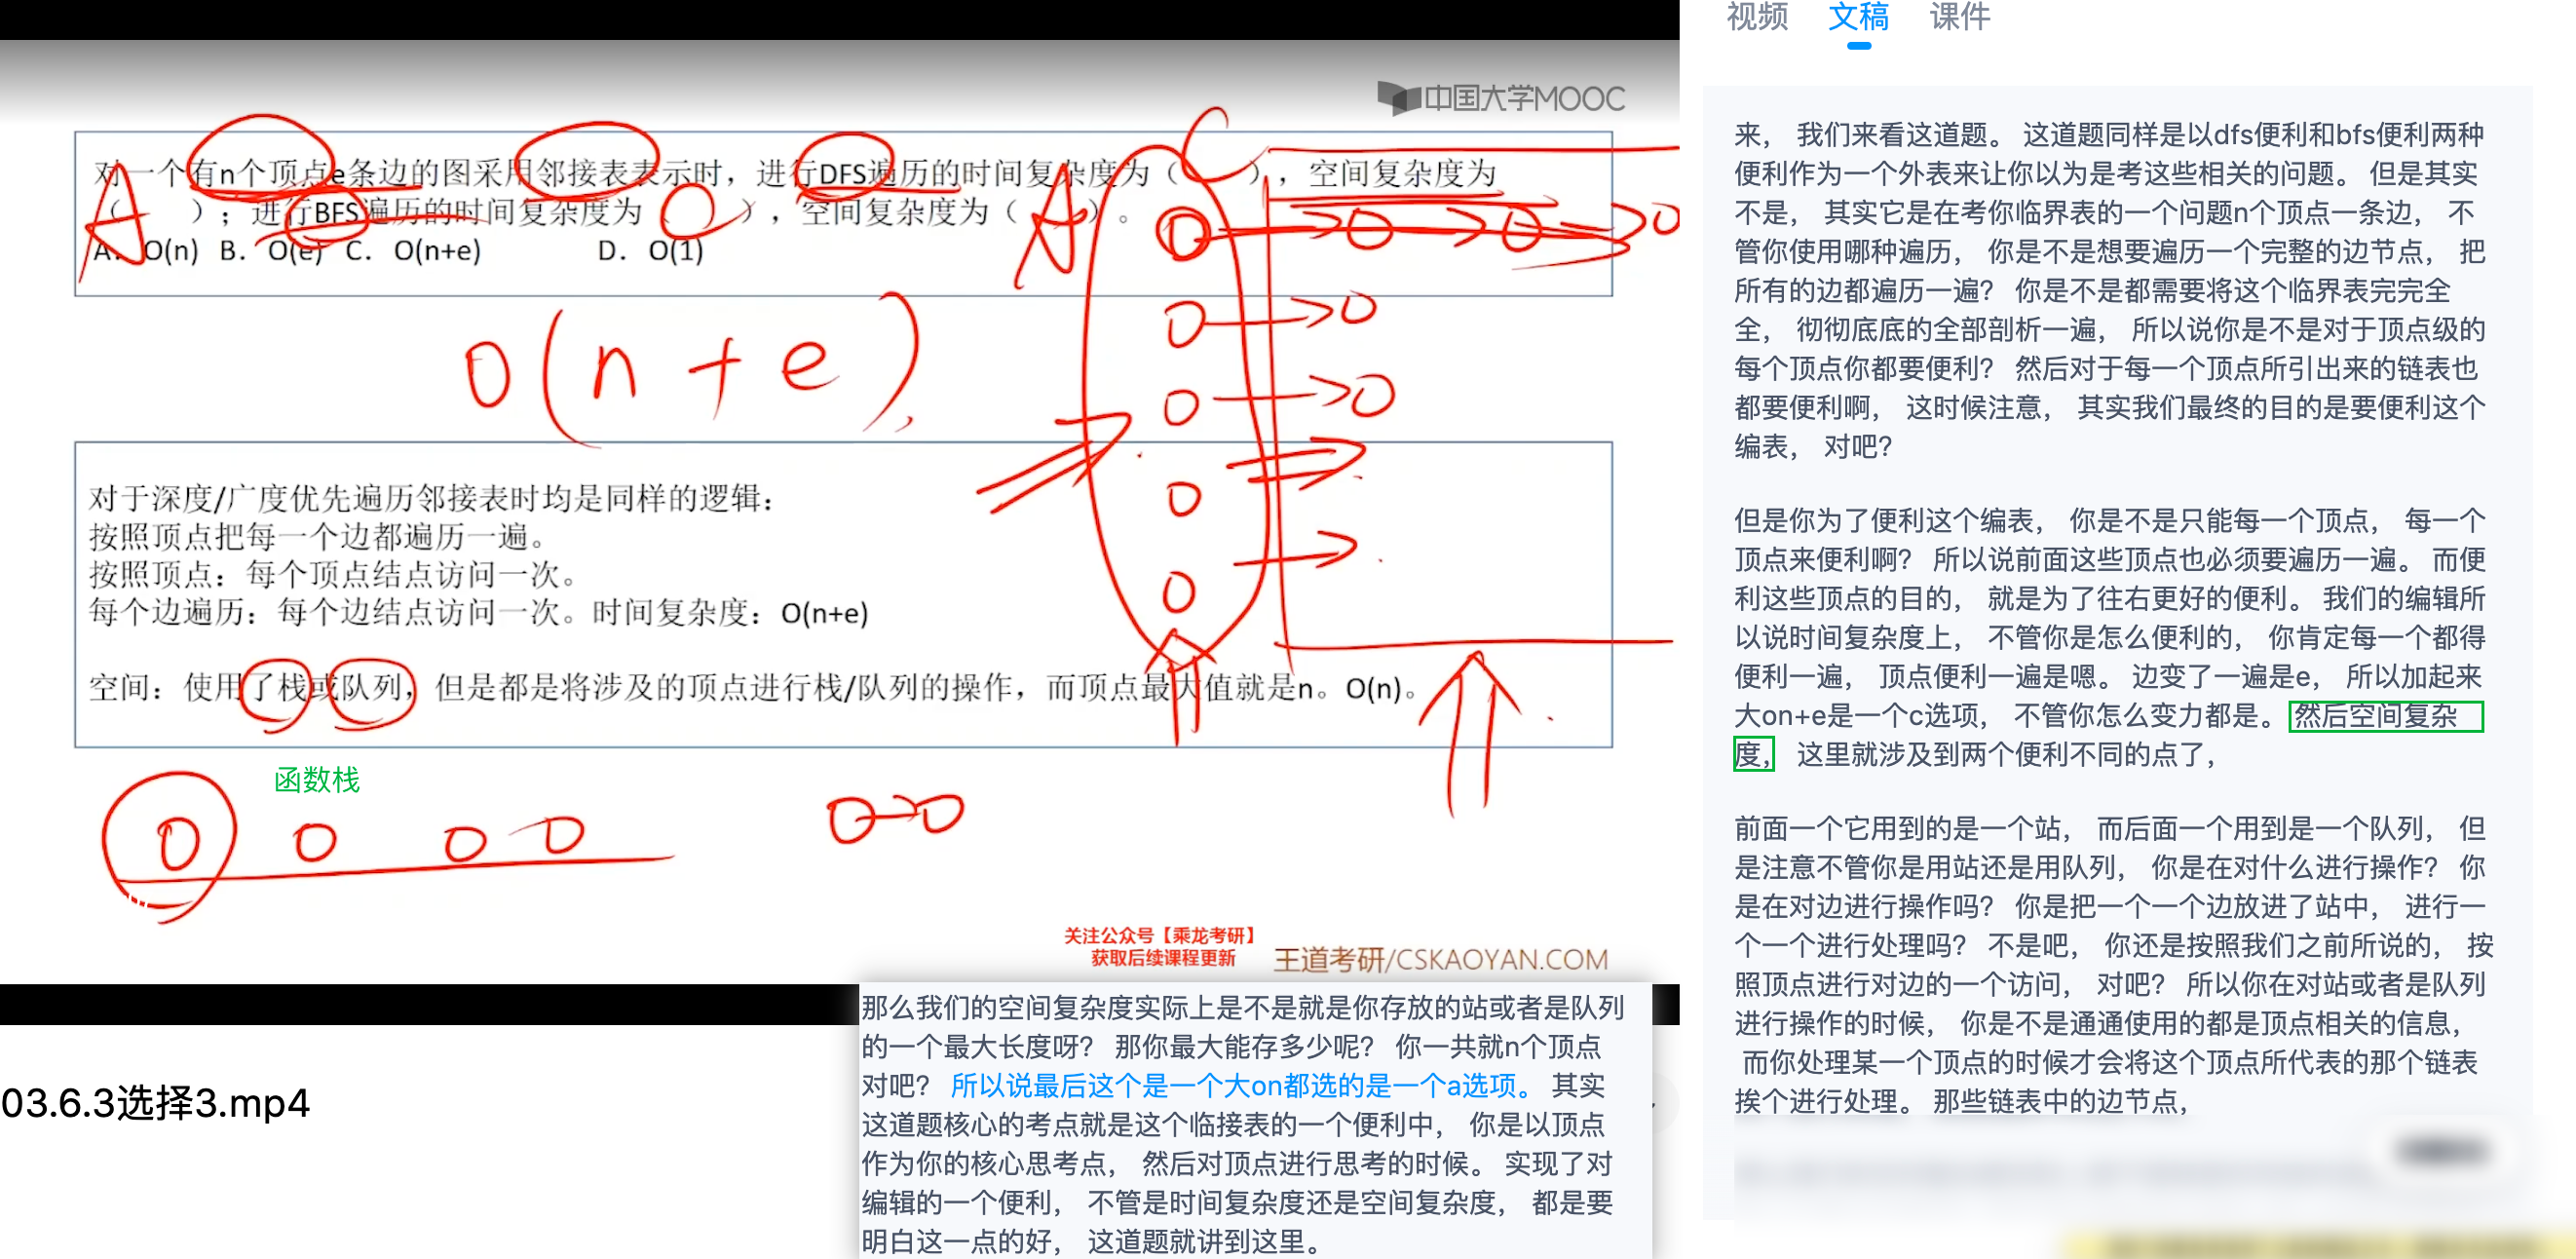 中国大学MOOC
对一个有n个顶点e条边的图采用邻接表表示时，进行DFS遍历的时间复杂度为（ C ），空间复杂度为
（ A ）；进行BFS遍历的时间复杂度为（ C ），空间复杂度为（ A ）。
A． O(n) B． O(e) C． O(n+e) D． O(1)
O(n+e)
对于深度/广度优先遍历邻接表时均是同样的逻辑：
按照顶点把每一个边都遍历一遍。
按照顶点：每个顶点结点访问一次。
每个边遍历：每个边结点访问一次。时间复杂度：O(n+e)
空间：使用了栈或队列，但是都是将涉及的顶点进行栈/队列的操作，而顶点最大值就是n。O(n)。
函数栈
关注公众号【乘龙考研】
获取后续课程更新
王道考研/CSKAOYAN.COM
03.6.3选择3.mp4
那么我们的空间复杂度实际上是不是就是你存放的站或者是队列
的一个最大长度呀？ 那你最大能存多少呢？ 你一共就n个顶点
对吧？ 所以说最后这个是一个大on都选的是一个a选项。 其实
这道题核心的考点就是这个临接表的一个便利中， 你是以顶点
作为你的核心思考点， 然后对顶点进行思考的时候。 实现了对
编辑的一个便利， 不管是时间复杂度还是空间复杂度， 都是要
明白这一点的好， 这道题就讲到这里。
视频 文稿 课件
来， 我们来看这道题。 这道题同样是以dfs便利和bfs便利两种
便利作为一个外表来让你以为是考这些相关的问题。 但是其实
不是， 其实它是在考你临界表的一个问题n个顶点一条边， 不
管你使用哪种遍历， 你是不是想要遍历一个完整的边节点， 把
所有的边都遍历一遍？ 你是不是都需要将这个临界表完完全
全， 彻彻底底的全部剖析一遍， 所以说你是不是对于顶点级的
每个顶点你都要便利？ 然后对于每一个顶点所引出来的链表也
都要便利啊， 这时候注意， 其实我们最终的目的是要便利这个
编表， 对吧？
但是你为了便利这个编表， 你是不是只能每一个顶点， 每一个
顶点来便利啊？ 所以说前面这些顶点也必须要遍历一遍。 而便
利这些顶点的目的， 就是为了往右更好的便利。 我们的编辑所
以说时间复杂度上， 不管你是怎么便利的， 你肯定每一个都得
便利一遍， 顶点便利一遍是嗯。 边变了一遍是e， 所以加起来
大on+e是一个c选项， 不管你怎么变力都是。 然后空间复杂
度， 这里就涉及到两个便利不同的点了，
前面一个它用到的是一个站， 而后面一个用到是一个队列， 但
是注意不管你是用站还是用队列， 你是在对什么进行操作？ 你
是在对边进行操作吗？ 你是把一个一个边放进了站中， 进行一
个一个进行处理吗？ 不是吧， 你还是按照我们之前所说的， 按
照顶点进行对边的一个访问， 对吧？ 所以你在对站或者是队列
进行操作的时候， 你是不是通通使用的都是顶点相关的信息，
而你处理某一个顶点的时候才会将这个顶点所代表的那个链表
挨个进行处理。 那些链表中的边节点，